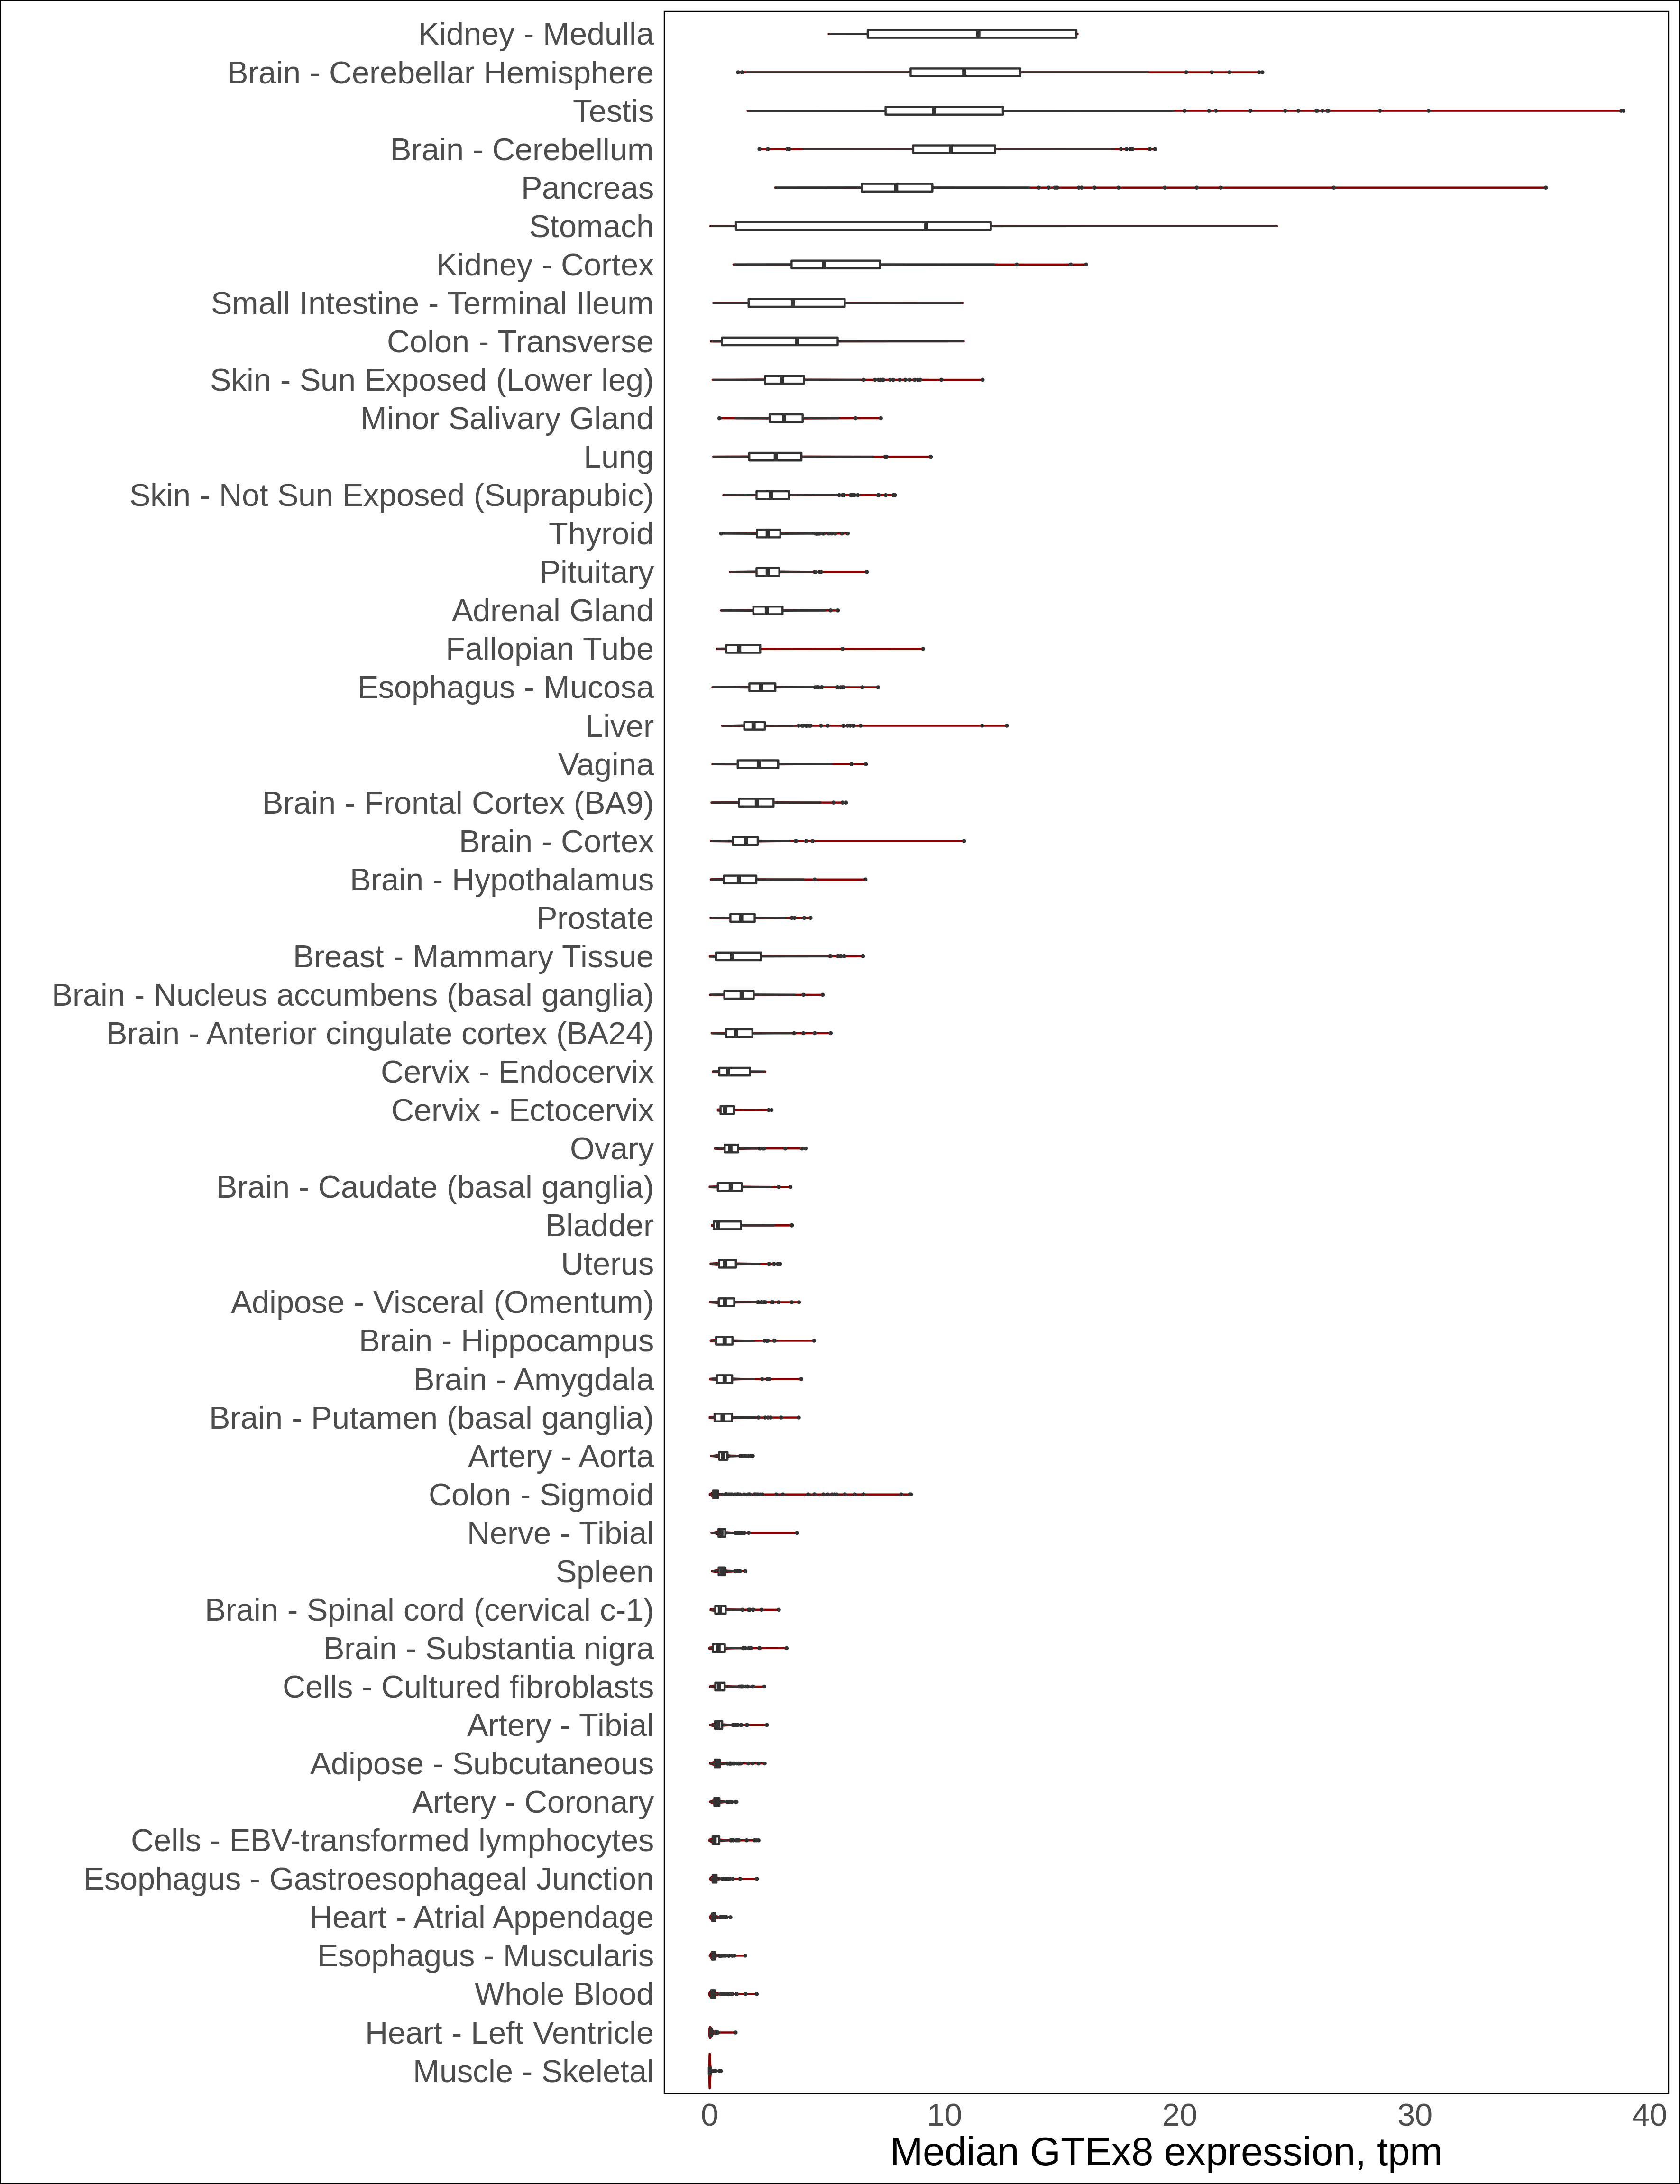 Kidney - Medulla
Brain - Cerebellar Hemisphere
Testis
Brain - Cerebellum
Pancreas
Stomach
Kidney - Cortex
Small Intestine - Terminal Ileum
Colon - Transverse
Skin - Sun Exposed (Lower leg)
Minor Salivary Gland
Lung
Skin - Not Sun Exposed (Suprapubic)
Thyroid
Pituitary
Adrenal Gland
Fallopian Tube
Esophagus - Mucosa
Liver
Vagina
Brain - Frontal Cortex (BA9)
Brain - Cortex
Brain - Hypothalamus
Prostate
Breast - Mammary Tissue
Brain - Nucleus accumbens (basal ganglia)
Brain - Anterior cingulate cortex (BA24)
Cervix - Endocervix
Cervix - Ectocervix
Ovary
Brain - Caudate (basal ganglia)
Bladder
Uterus
Adipose - Visceral (Omentum)
Brain - Hippocampus
Brain - Amygdala
Brain - Putamen (basal ganglia)
Artery - Aorta
Colon - Sigmoid
Nerve - Tibial
Spleen
Brain - Spinal cord (cervical c-1)
Brain - Substantia nigra
Cells - Cultured fibroblasts
Artery - Tibial
Adipose - Subcutaneous
Artery - Coronary
Cells - EBV-transformed lymphocytes
Esophagus - Gastroesophageal Junction
Heart - Atrial Appendage
Esophagus - Muscularis
Whole Blood
Heart - Left Ventricle
Muscle - Skeletal
0 10 20 30 40
Median GTEx8 expression, tpm